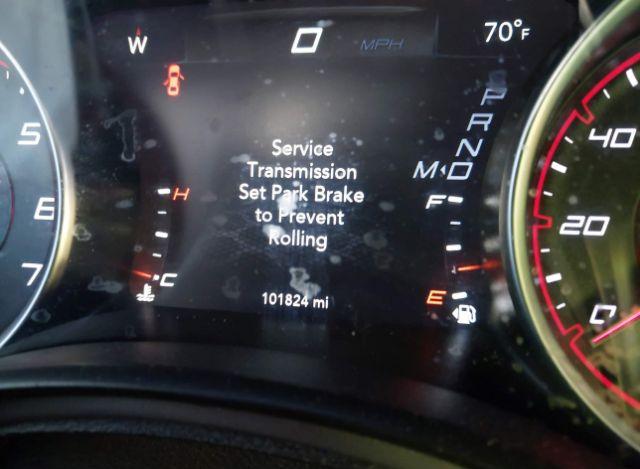 W 0 MPH 70°F
P
R
N
M D
5
6
7
Service
Transmission
Set Park Brake
to Prevent
Rolling
101824 mi
H
C
F
E
40
20
0